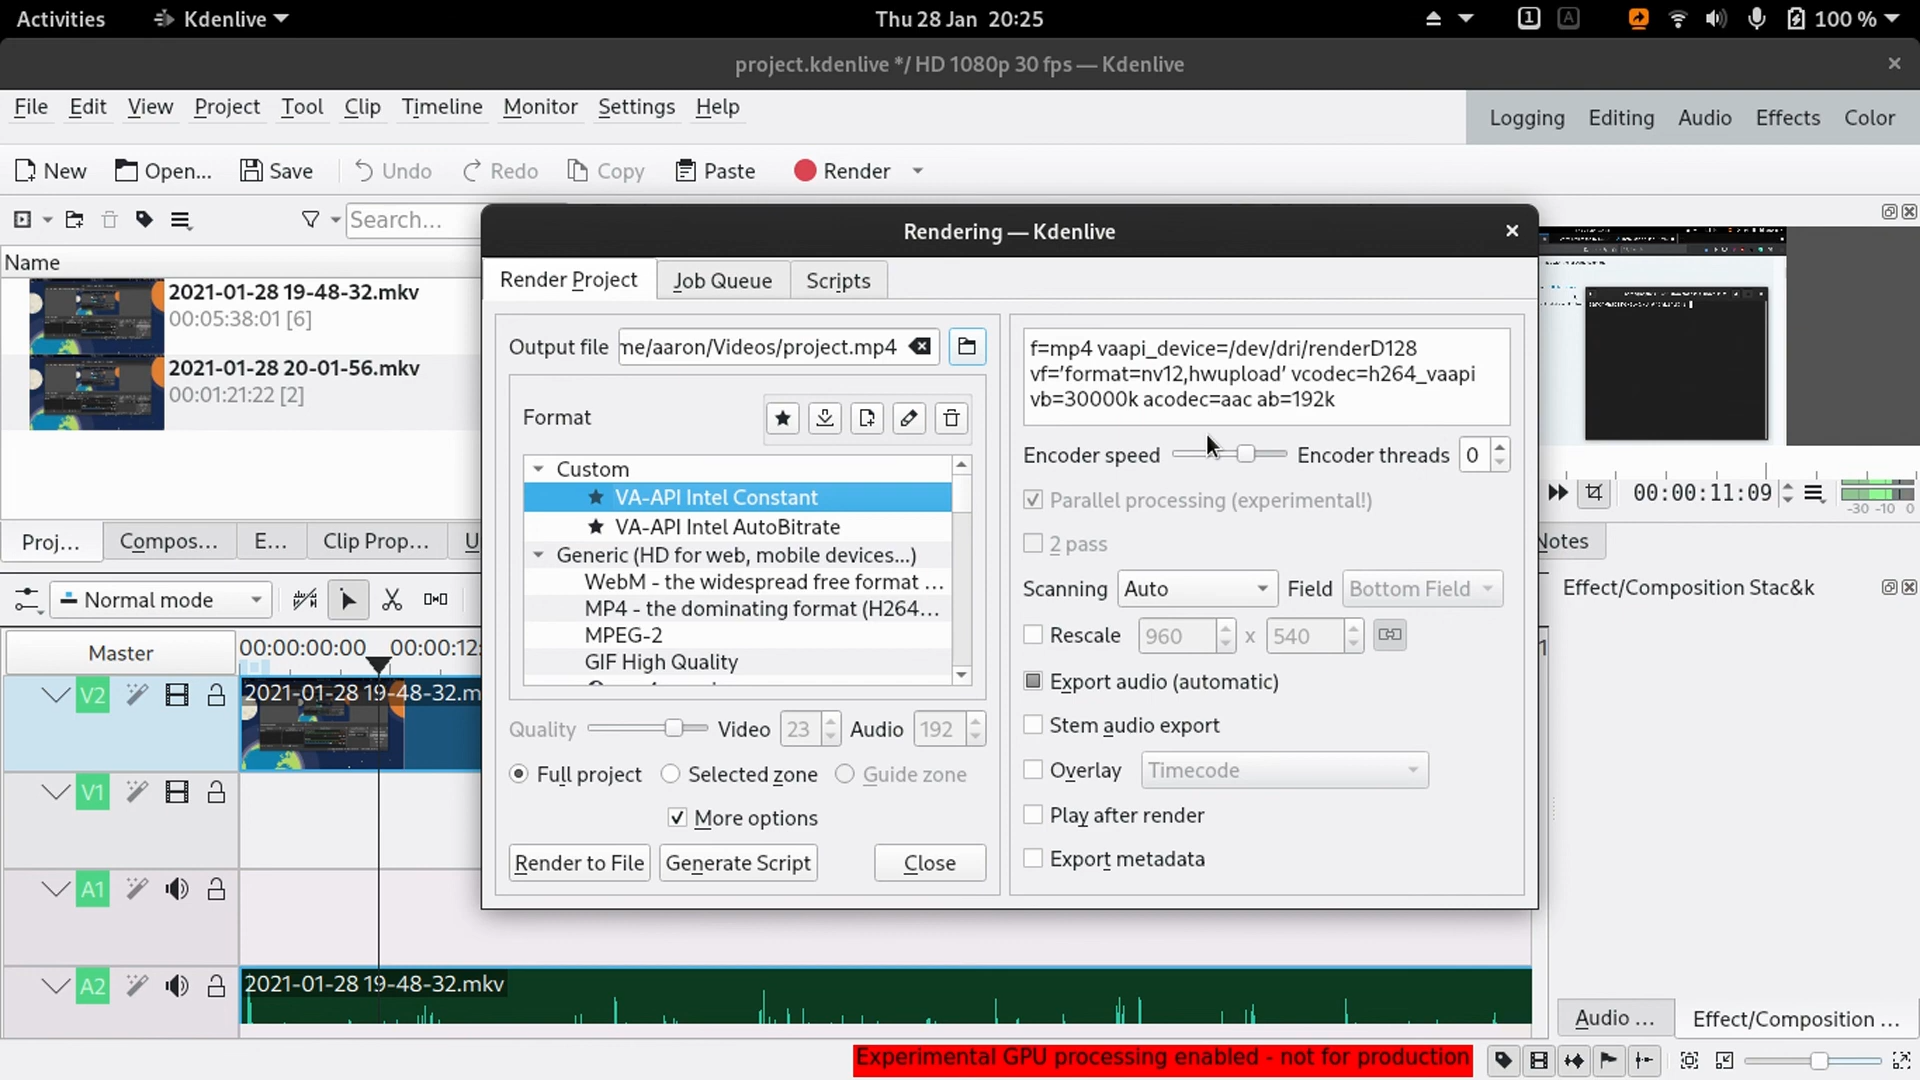 Activities
Kdenlive
Thu 28 Jan 20:25
1
A
100 %
project.kdenlive */ HD 1080p 30 fps — Kdenlive
File Edit View Project Tool Clip Timeline Monitor Settings Help
Logging Editing Audio Effects Color
New Open... Save Undo Redo Copy Paste Render
Search...
Name
2021-01-28 19-48-32.mkv
00:05:38:01 [6]
2021-01-28 20-01-56.mkv
00:01:21:22 [2]
Proj... Compos... E... Clip Prop... U
Normal mode
Master
00:00:00:00 00:00:12:
V2
2021-01-28 19-48-32.m
V1
A1
A2
2021-01-28 19-48-32.mkv
Rendering — Kdenlive
Render Project Job Queue Scripts
Output file me/aaron/Videos/project.mp4
Format
Custom
VA-API Intel Constant
VA-API Intel AutoBitrate
Generic (HD for web, mobile devices...)
WebM - the widespread free format ...
MP4 - the dominating format (H264...
MPEG-2
GIF High Quality
Quality Video 23 Audio 192
Full project Selected zone Guide zone
More options
Render to File Generate Script Close
f=mp4 vaapi_device=/dev/dri/renderD128
vf=’format=nv12,hwupload’ vcodec=h264_vaapi
vb=30000k acodec=aac ab=192k
Encoder speed Encoder threads 0
Parallel processing (experimental!)
2 pass
Scanning Auto Field Bottom Field
Rescale 960 x 540
Export audio (automatic)
Stem audio export
Overlay Timecode
Play after render
Export metadata
00:00:11:09
-30 -10 0
Notes
Effect/Composition Stac&k
Audio ... Effect/Composition ...
Experimental GPU processing enabled - not for production